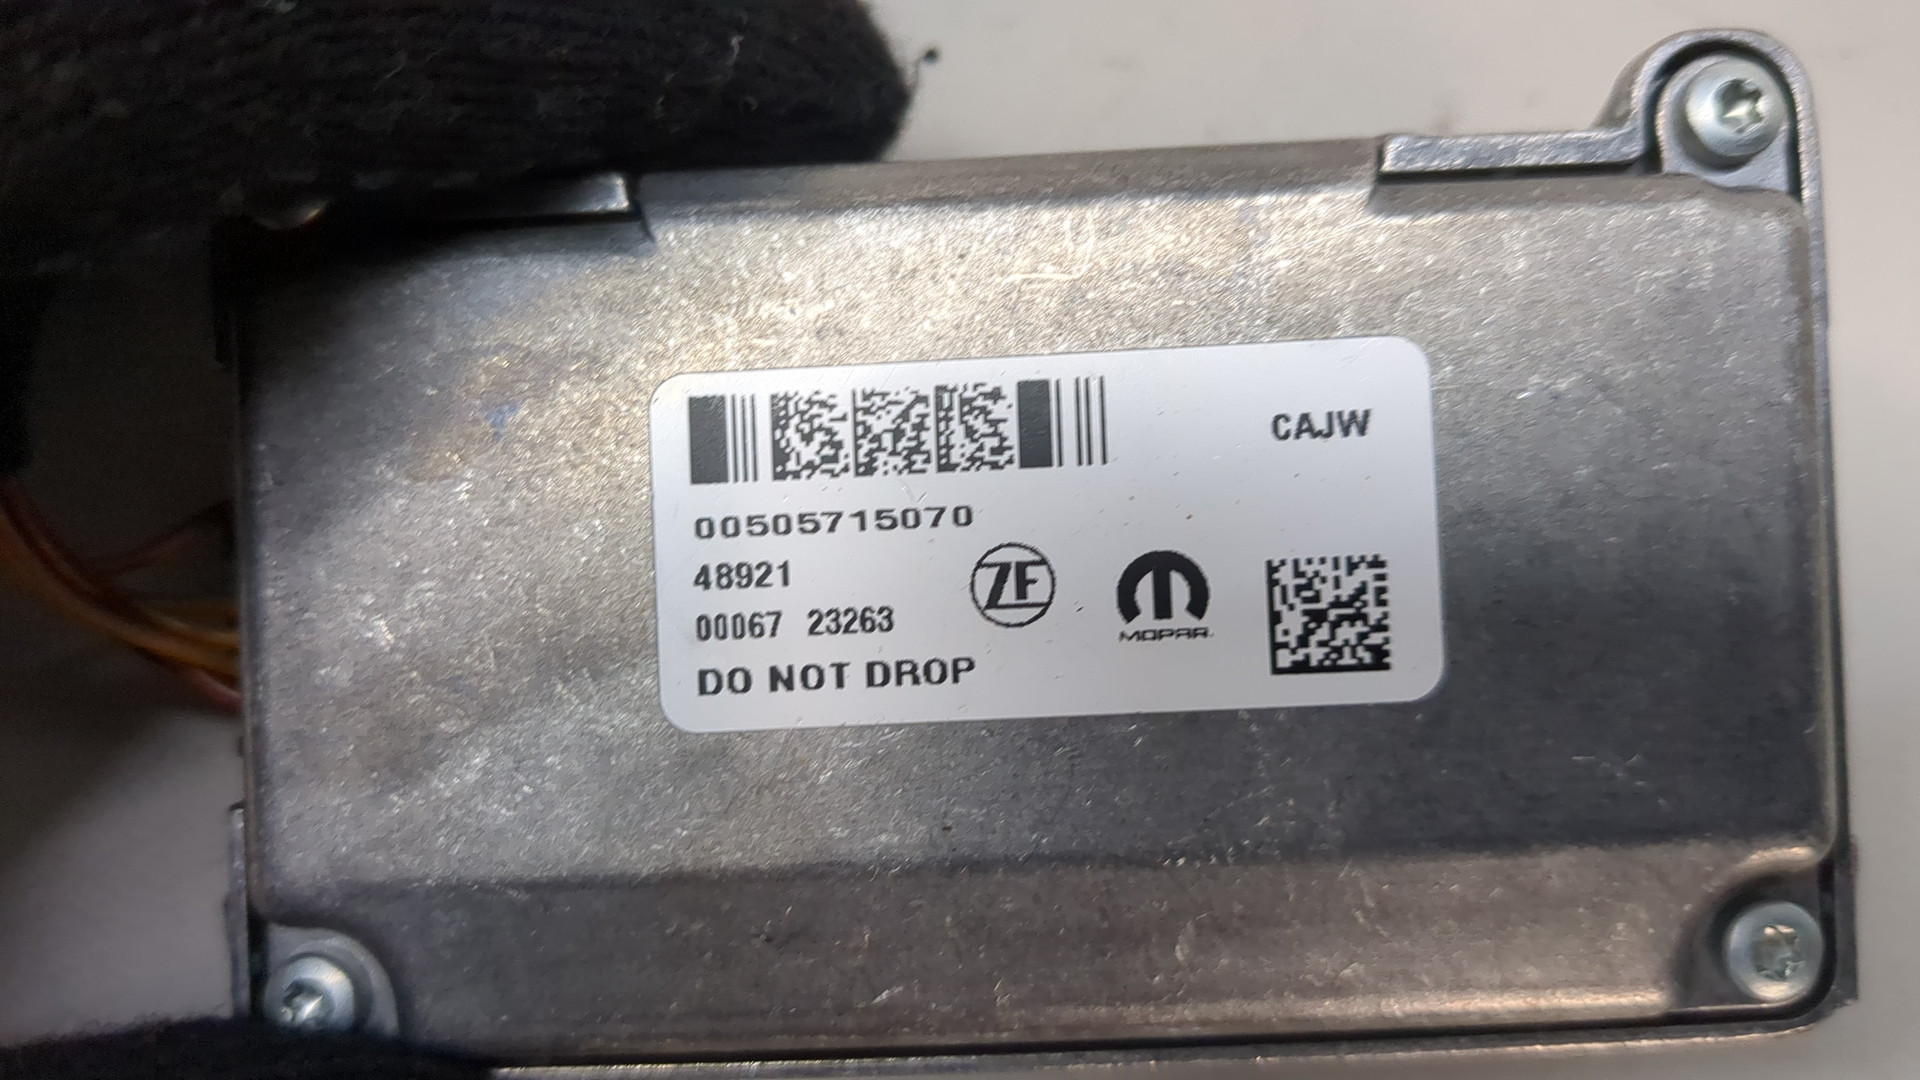 CAJW
00505715070
48921
00067 23263
ZF
MOPAR
DO NOT DROP